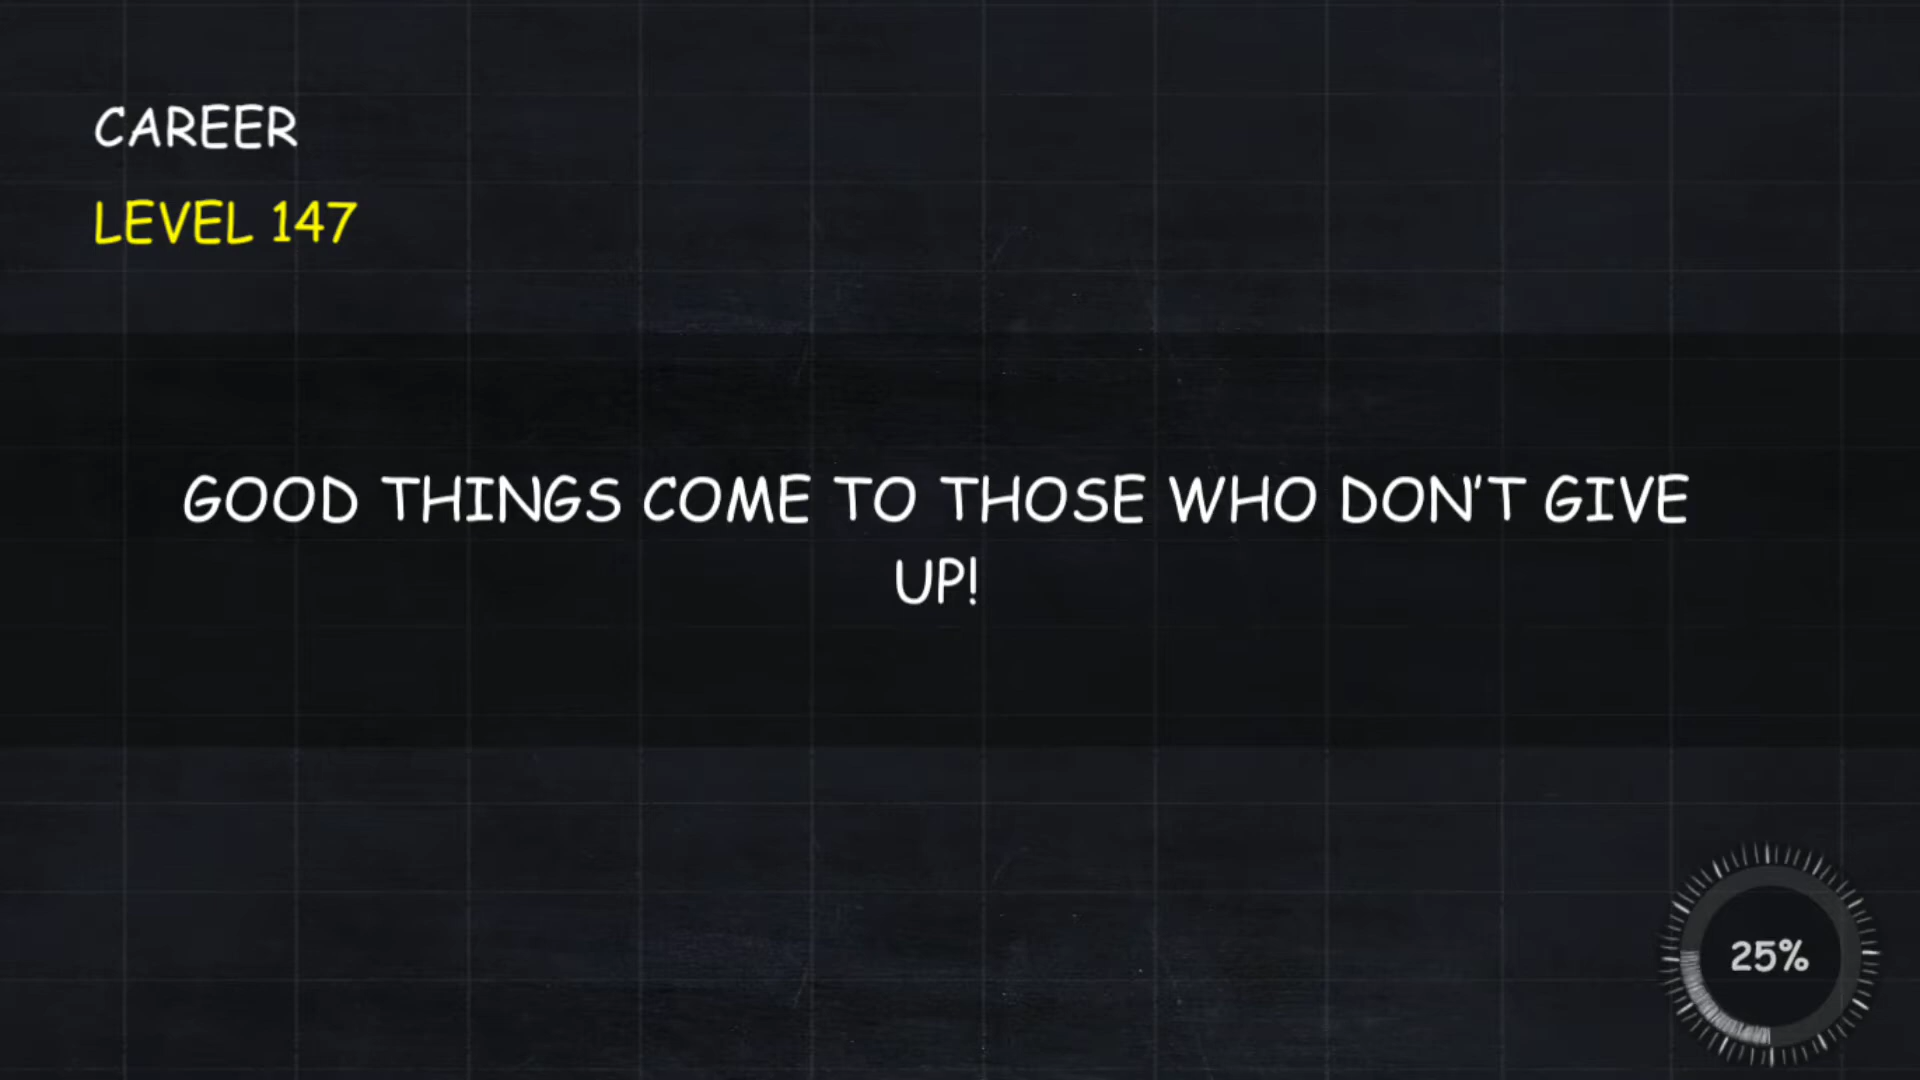 CAREER
LEVEL 147
GOOD THINGS COME TO THOSE WHO DON'T GIVE
UP!
25%